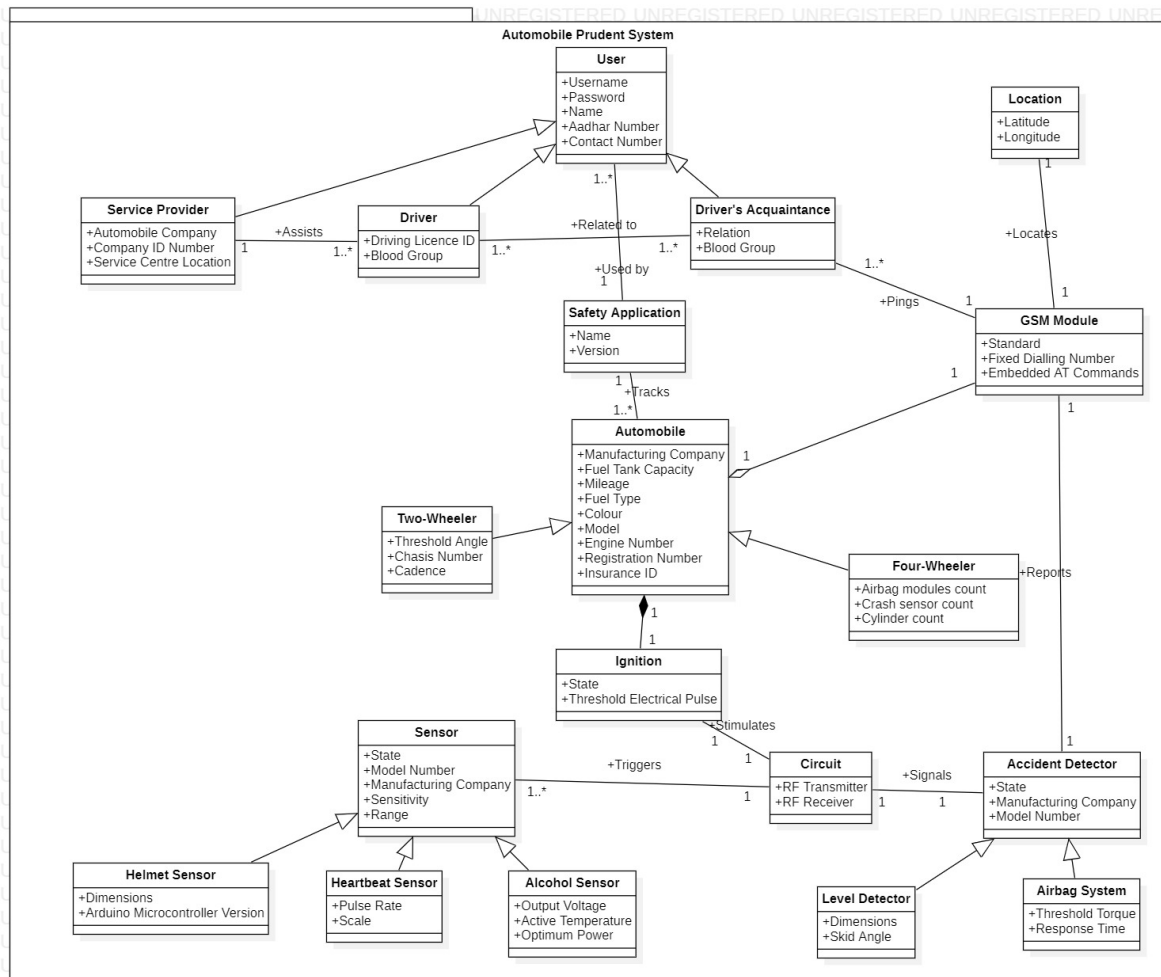 UNREGISTERED UNREGISTERED UNREGISTERED UNREGISTERED UNRE
Automobile Prudent System
User
+Username
+Password
+Name
+Aadhar Number
+Contact Number
Location
+Latitude
+Longitude
1
1..*
Service Provider
+Automobile Company
+Company ID Number
+Service Centre Location
+Assists
1
1..*
Driver
+Driving Licence ID
+Blood Group
+Related to
1..*
1..*
Driver's Acquaintance
+Relation
+Blood Group
+Locates
1
+Used by
1
1..*
+Pings
1
Safety Application
+Name
+Version
GSM Module
+Standard
+Fixed Dialling Number
+Embedded AT Commands
1
+Tracks
1..*
1
1
Automobile
+Manufacturing Company
+Fuel Tank Capacity
+Mileage
+Fuel Type
+Colour
+Model
+Engine Number
+Registration Number
+Insurance ID
1
Two-Wheeler
+Threshold Angle
+Chasis Number
+Cadence
Four-Wheeler
+Airbag modules count
+Crash sensor count
+Cylinder count
+Reports
1
1
Ignition
+State
+Threshold Electrical Pulse
+Stimulates
1
1
1
Sensor
+State
+Model Number
+Manufacturing Company
+Sensitivity
+Range
+Triggers
1..*
1
Circuit
+RF Transmitter
+RF Receiver
+Signals
1
1
Accident Detector
+State
+Manufacturing Company
+Model Number
Helmet Sensor
+Dimensions
+Arduino Microcontroller Version
Heartbeat Sensor
+Pulse Rate
+Scale
Alcohol Sensor
+Output Voltage
+Active Temperature
+Optimum Power
Level Detector
+Dimensions
+Skid Angle
Airbag System
+Threshold Torque
+Response Time